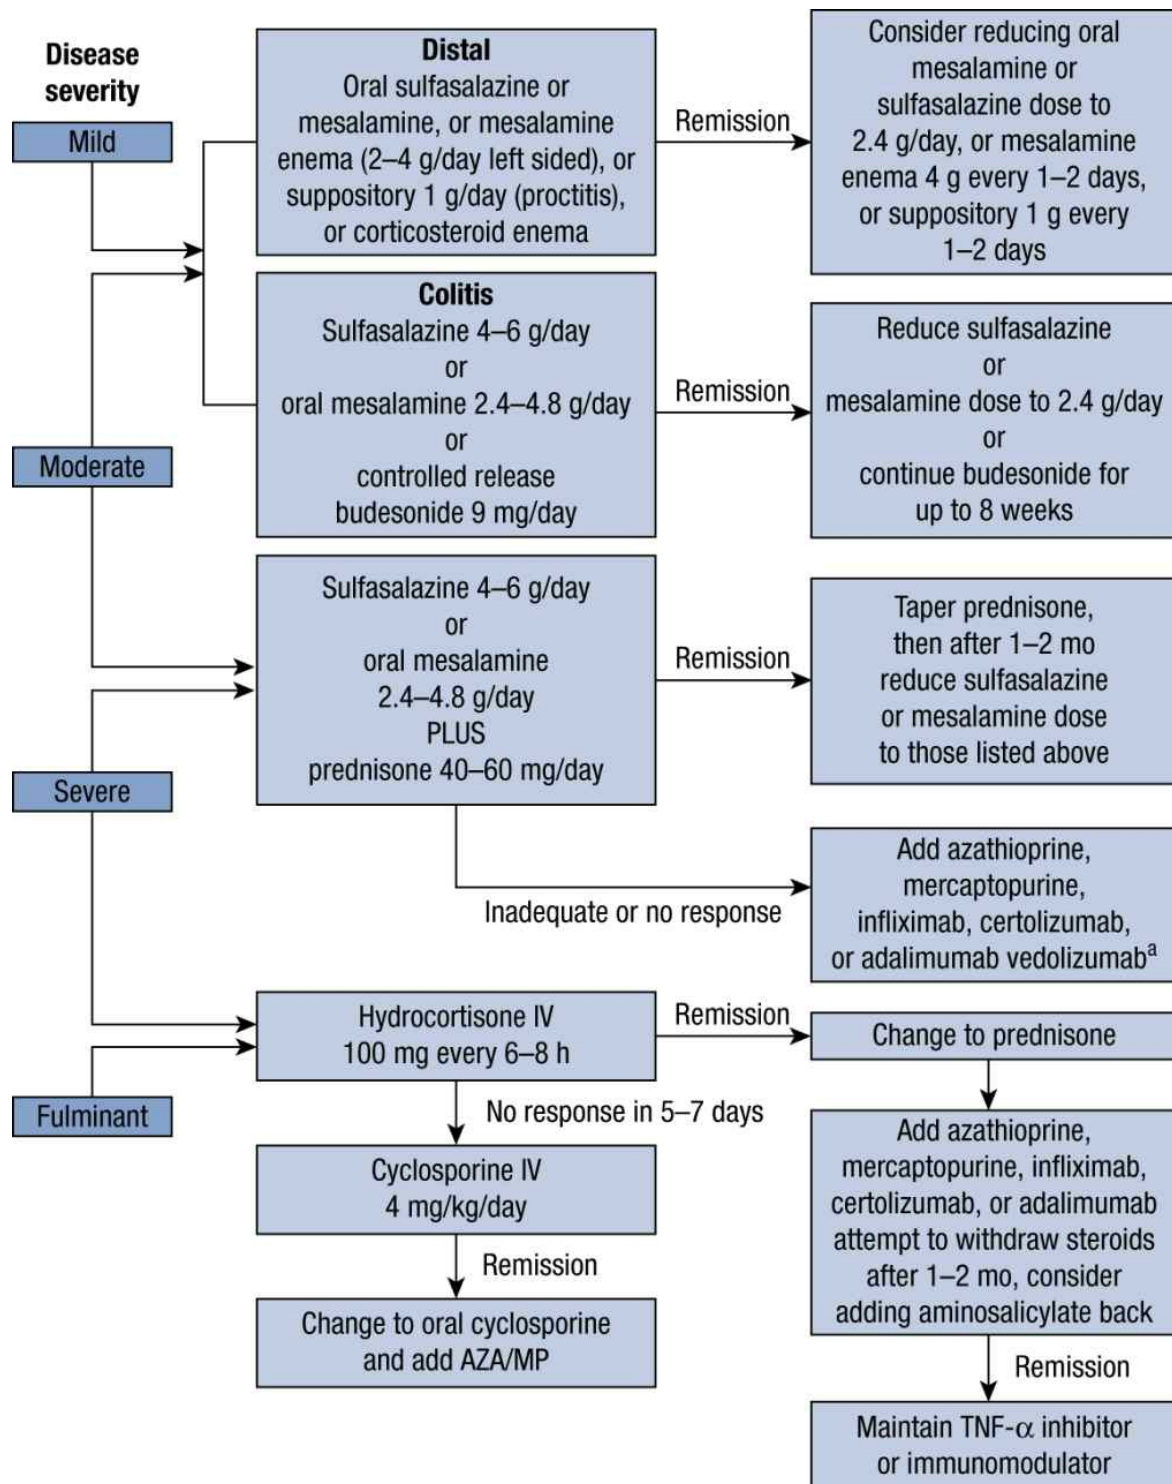 Disease
severity
Mild
Moderate
Severe
Fulminant
Distal
Oral sulfasalazine or
mesalamine, or mesalamine
enema (2–4 g/day left sided), or
suppository 1 g/day (proctitis),
or corticosteroid enema
Remission
Consider reducing oral
mesalamine or
sulfasalazine dose to
2.4 g/day, or mesalamine
enema 4 g every 1–2 days,
or suppository 1 g every
1–2 days
Colitis
Sulfasalazine 4–6 g/day
or
oral mesalamine 2.4–4.8 g/day
or
controlled release
budesonide 9 mg/day
Remission
Reduce sulfasalazine
or
mesalamine dose to 2.4 g/day
or
continue budesonide for
up to 8 weeks
Sulfasalazine 4–6 g/day
or
oral mesalamine
2.4–4.8 g/day
PLUS
prednisone 40–60 mg/day
Remission
Taper prednisone,
then after 1–2 mo
reduce sulfasalazine
or mesalamine dose
to those listed above
Inadequate or no response
Add azathioprine,
mercaptopurine,
infliximab, certolizumab,
or adalimumab vedolizumabᵃ
Hydrocortisone IV
100 mg every 6–8 h
Remission
Change to prednisone
No response in 5–7 days
Cyclosporine IV
4 mg/kg/day
Remission
Change to oral cyclosporine
and add AZA/MP
Add azathioprine,
mercaptopurine, infliximab,
certolizumab, or adalimumab
attempt to withdraw steroids
after 1–2 mo, consider
adding aminosalicylate back
Remission
Maintain TNF-α inhibitor
or immunomodulator